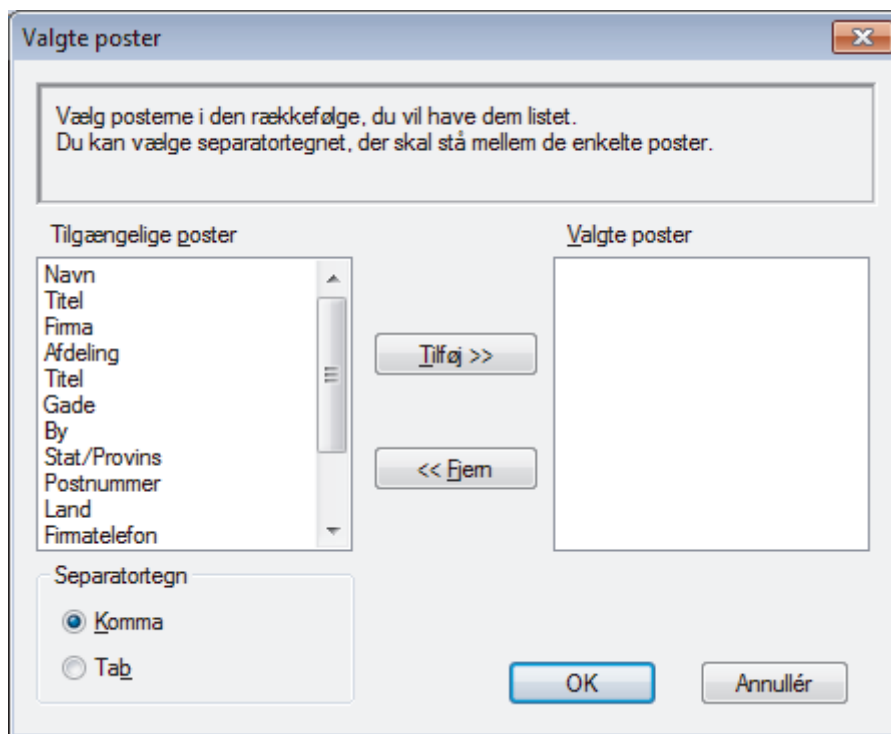 Valgte poster
Vælg posterne i den rækkefølge, du vil have dem listet.
Du kan vælge separatortegnet, der skal stå mellem de enkelte poster.
Tilgængelige poster
Valgte poster
Navn
Titel
Firma
Afdeling
Titel
Gade
By
Stat/Provins
Postnummer
Land
Firmatelefon
Tilføj >>
<< Fjern
Separatortegn
Komma
Tab
OK
Annullér